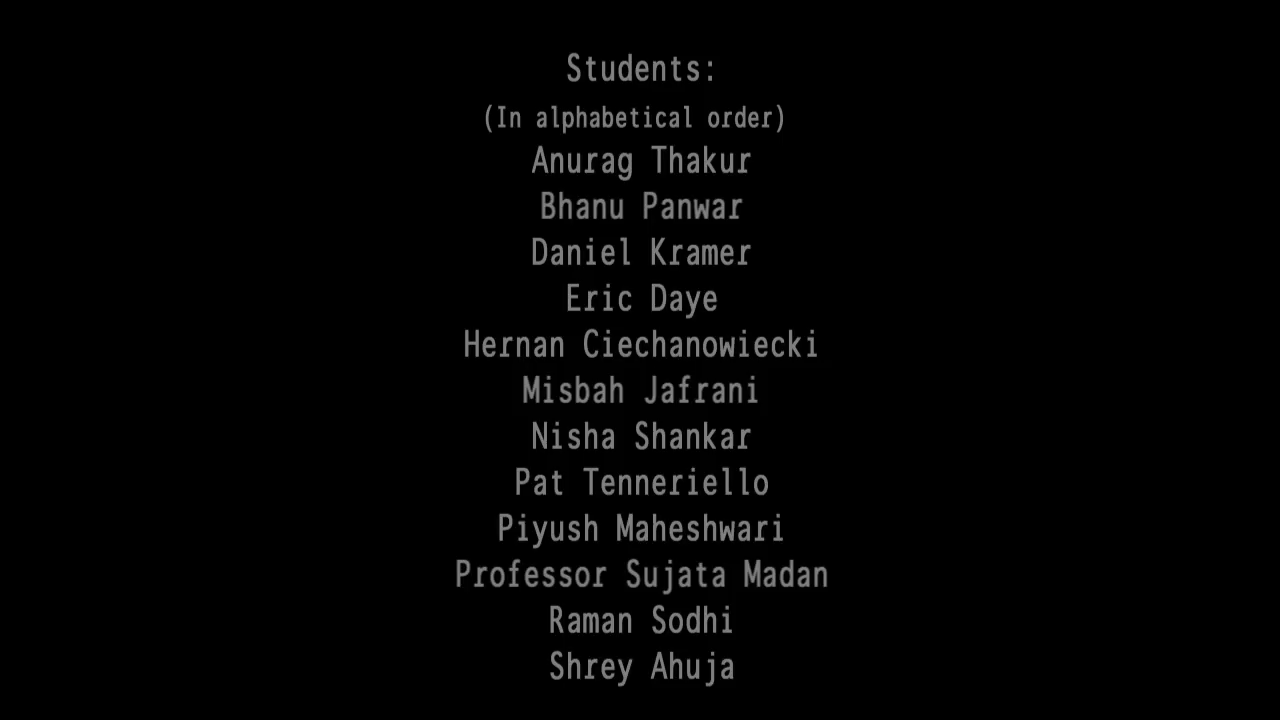 Students:
(In alphabetical order)
Anurag Thakur
Bhanu Panwar
Daniel Kramer
Eric Daye
Hernan Ciechanowiecki
Misbah Jafrani
Nisha Shankar
Pat Tenneriello
Piyush Maheshwari
Professor Sujata Madan
Raman Sodhi
Shrey Ahuja